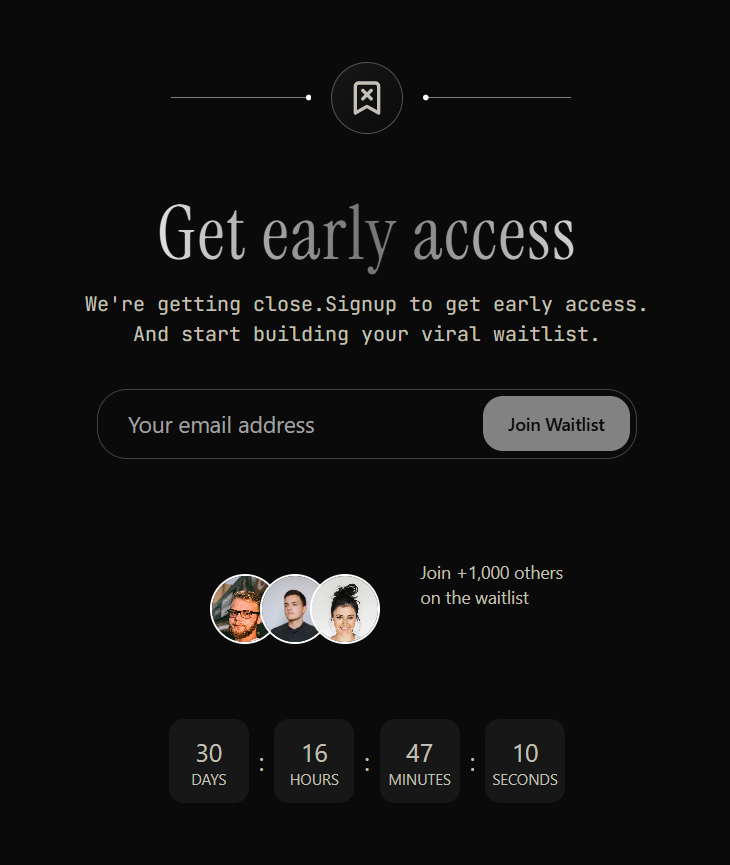 Get early access
We're getting close.Signup to get early access.
And start building your viral waitlist.
Your email address
Join Waitlist
Join +1,000 others
on the waitlist
30 : 16 : 47 : 10
DAYS HOURS MINUTES SECONDS